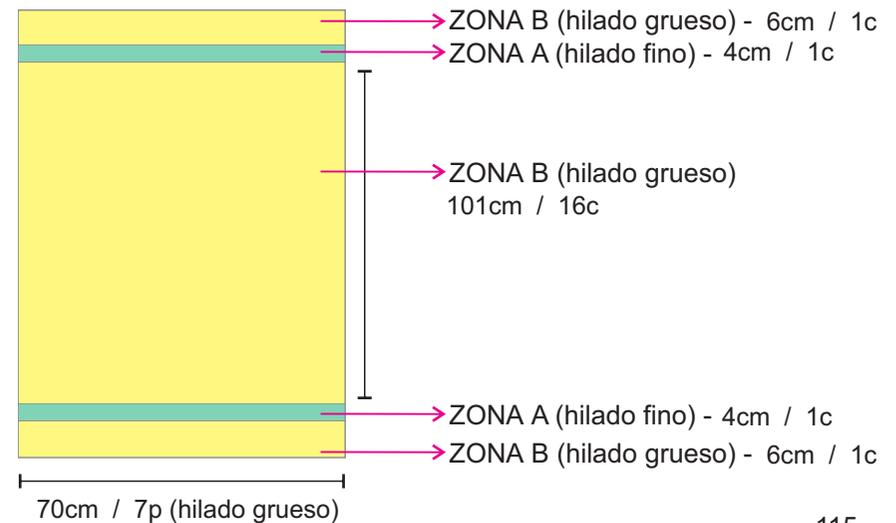 ZONA B (hilado grueso) - 6cm / 1c
ZONA A (hilado fino) - 4cm / 1c
ZONA B (hilado grueso)
101cm / 16c
ZONA A (hilado fino) - 4cm / 1c
ZONA B (hilado grueso) - 6cm / 1c
70cm / 7p (hilado grueso)